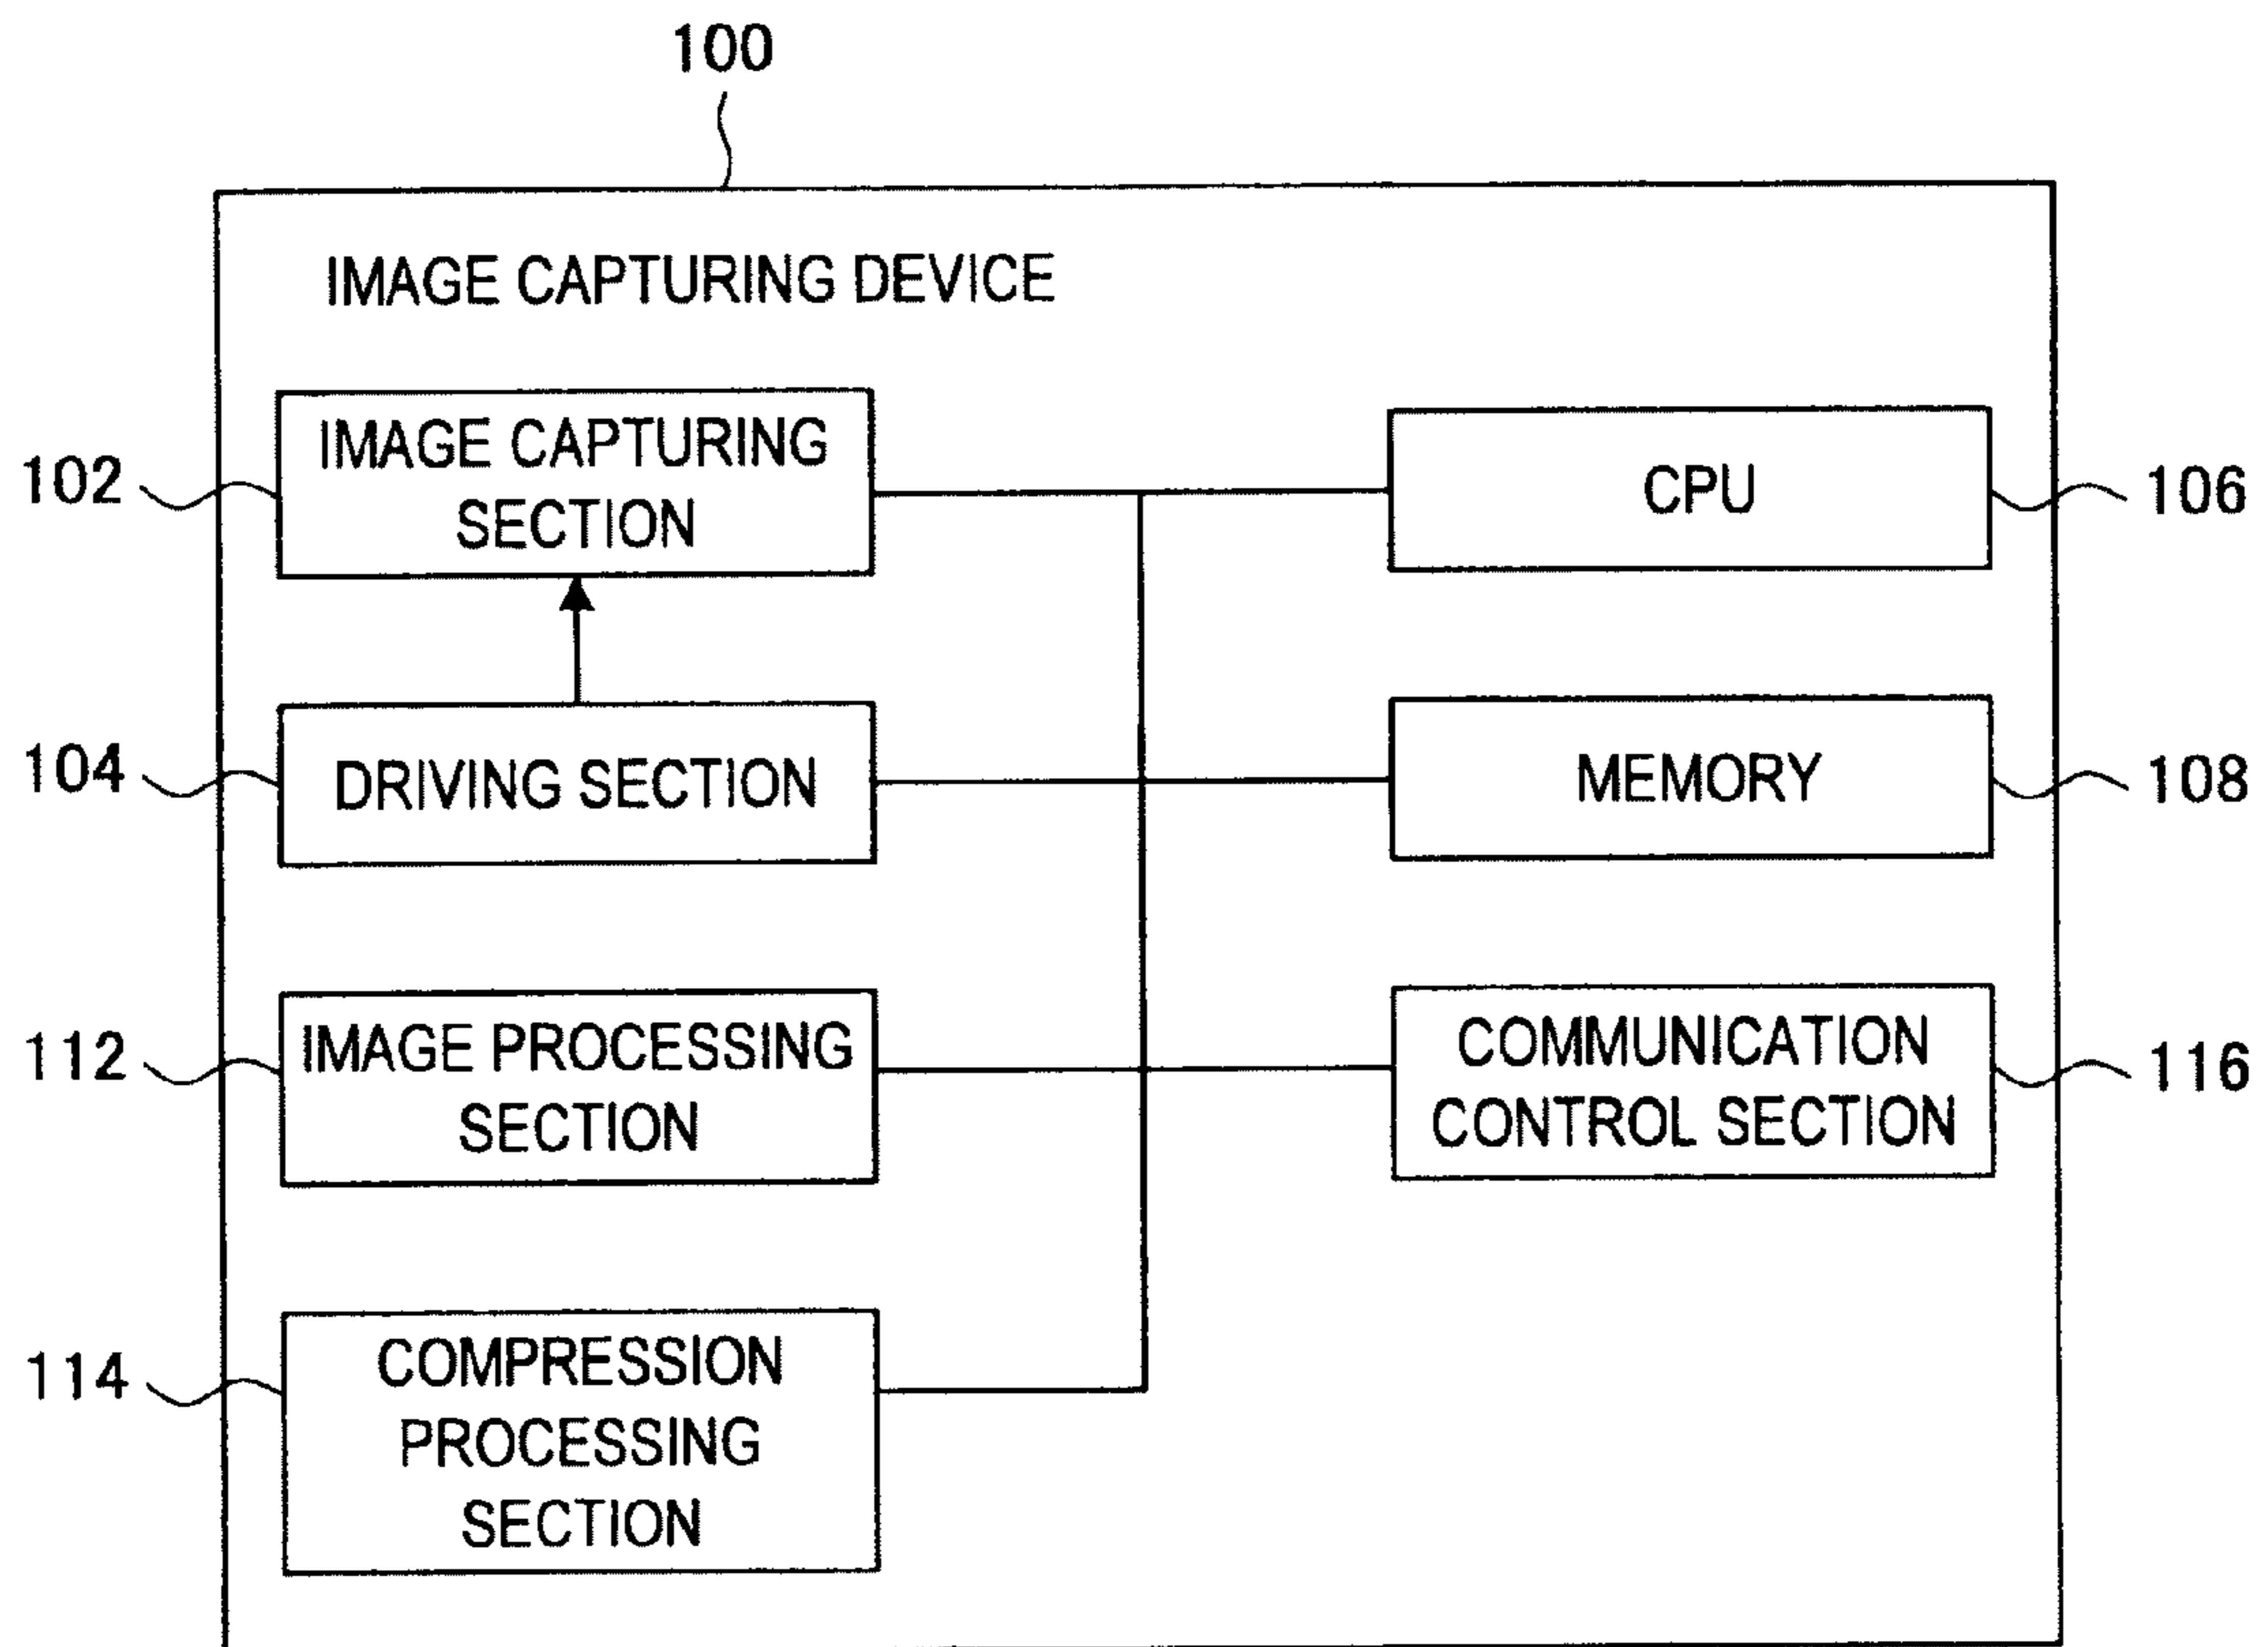 100
IMAGE CAPTURING DEVICE
102
IMAGE CAPTURING
SECTION
CPU
106
104
DRIVING SECTION
MEMORY
108
112
IMAGE PROCESSING
SECTION
COMMUNICATION
CONTROL SECTION
116
114
COMPRESSION
PROCESSING
SECTION